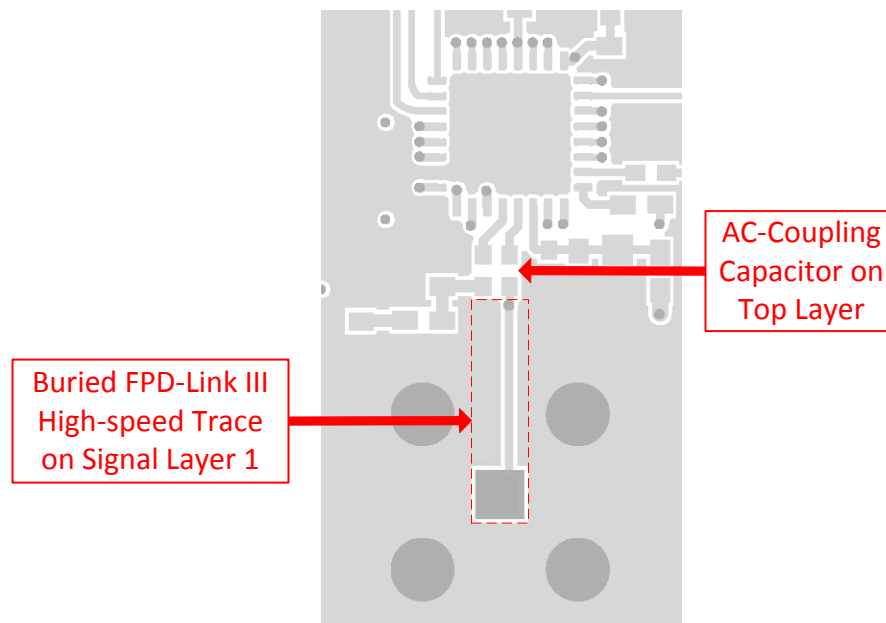 AC-Coupling
Capacitor on
Top Layer
Buried FPD-Link III
High-speed Trace
on Signal Layer 1